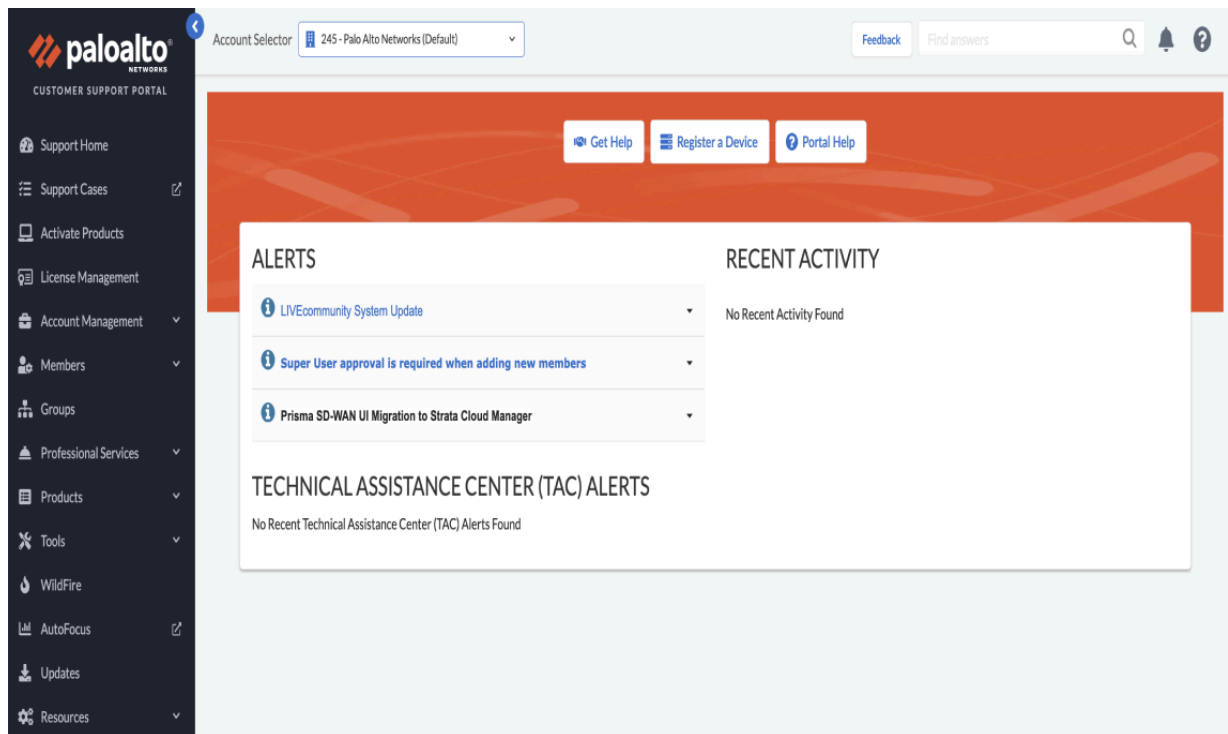 paloalto®
NETWORKS
CUSTOMER SUPPORT PORTAL
Support Home
Support Cases
Activate Products
License Management
Account Management
Members
Groups
Professional Services
Products
Tools
WildFire
AutoFocus
Updates
Resources
Account Selector
245 - Palo Alto Networks (Default)
Feedback
Find answers
Get Help
Register a Device
Portal Help
ALERTS
LIVEcommunity System Update
Super User approval is required when adding new members
Prisma SD-WAN UI Migration to Strata Cloud Manager
TECHNICAL ASSISTANCE CENTER (TAC) ALERTS
No Recent Technical Assistance Center (TAC) Alerts Found
RECENT ACTIVITY
No Recent Activity Found